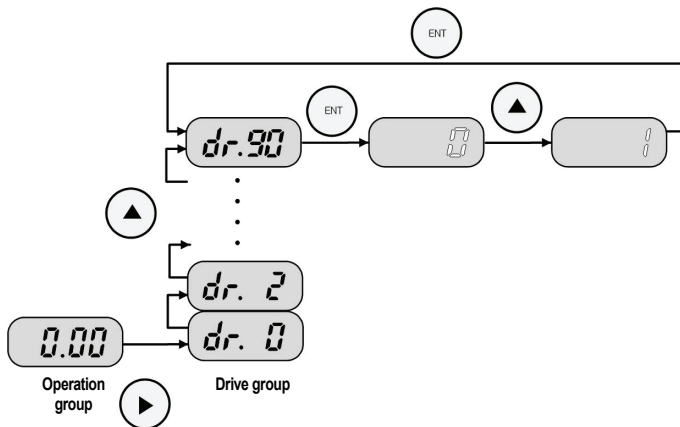 ENT
dr.90
ENT
0
1
dr. 2
0.00
dr. 0
Operation
group
Drive group